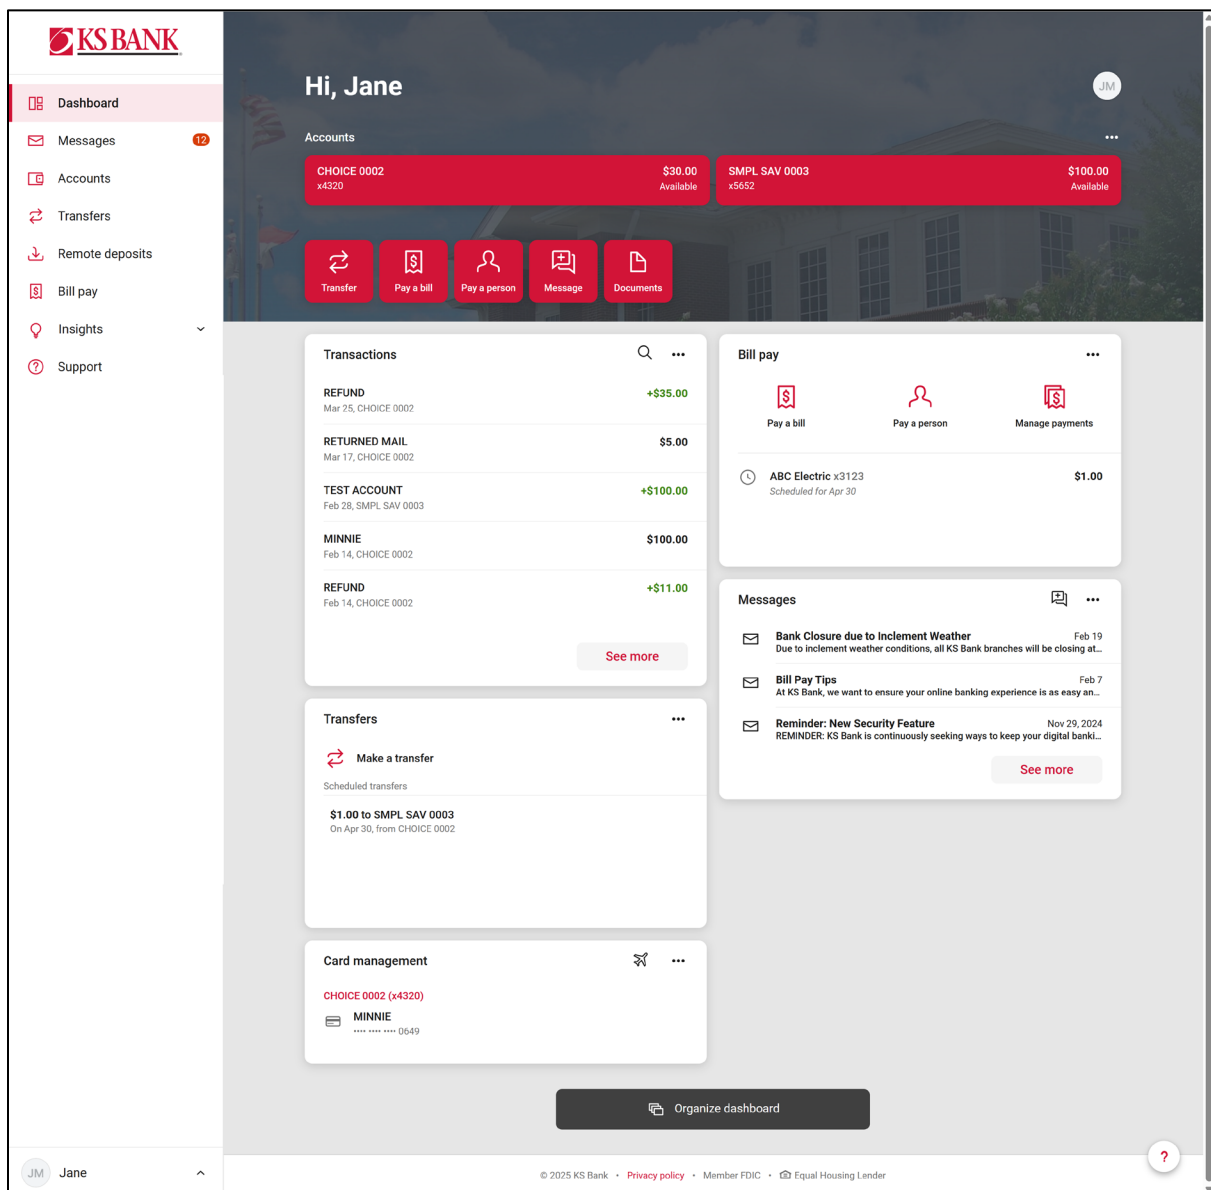 KS BANK
Dashboard
Messages 12
Accounts
Transfers
Remote deposits
Bill pay
Insights
Support
JM Jane
Hi, Jane
JM
Accounts
CHOICE 0002 $30.00
x4320 Available
SMPL SAV 0003 $100.00
x5652 Available
Transfer
Pay a bill
Pay a person
Message
Documents
Transactions
REFUND +$35.00
Mar 25, CHOICE 0002
RETURNED MAIL $5.00
Mar 17, CHOICE 0002
TEST ACCOUNT +$100.00
Feb 28, SMPL SAV 0003
MINNIE $100.00
Feb 14, CHOICE 0002
REFUND +$11.00
Feb 14, CHOICE 0002
See more
Transfers
Make a transfer
Scheduled transfers
$1.00 to SMPL SAV 0003
On Apr 30, from CHOICE 0002
Card management
CHOICE 0002 (x4320)
MINNIE
•••• •••• •••• 0649
Bill pay
Pay a bill
Pay a person
Manage payments
ABC Electric x3123 $1.00
Scheduled for Apr 30
Messages
Bank Closure due to Inclement Weather Feb 19
Due to inclement weather conditions, all KS Bank branches will be closing at...
Bill Pay Tips Feb 7
At KS Bank, we want to ensure your online banking experience is as easy an...
Reminder: New Security Feature Nov 29, 2024
REMINDER: KS Bank is continuously seeking ways to keep your digital banki...
See more
Organize dashboard
?
© 2025 KS Bank • Privacy policy • Member FDIC • Equal Housing Lender